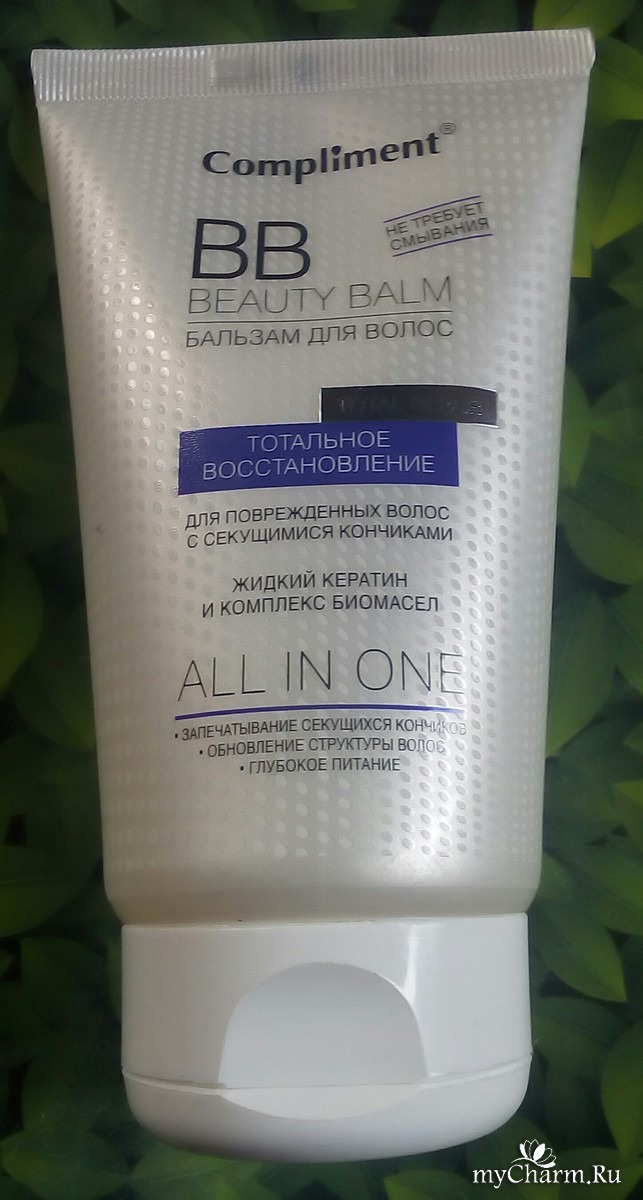 Compliment®
BB
НЕ ТРЕБУЕТ
СМЫВАНИЯ
BEAUTY BALM
БАЛЬЗАМ ДЛЯ ВОЛОС
TOTAL
ТОТАЛЬНОЕ
ВОССТАНОВЛЕНИЕ
ДЛЯ ПОВРЕЖДЕННЫХ ВОЛОС
С СЕКУЩИМИСЯ КОНЧИКАМИ
ЖИДКИЙ КЕРАТИН
И КОМПЛЕКС БИОМАСЕЛ
ALL IN ONE
• ЗАПЕЧАТЫВАНИЕ СЕКУЩИХСЯ КОНЧИКОВ
• ОБНОВЛЕНИЕ СТРУКТУРЫ ВОЛОС
• ГЛУБОКОЕ ПИТАНИЕ
myCharm.Ru